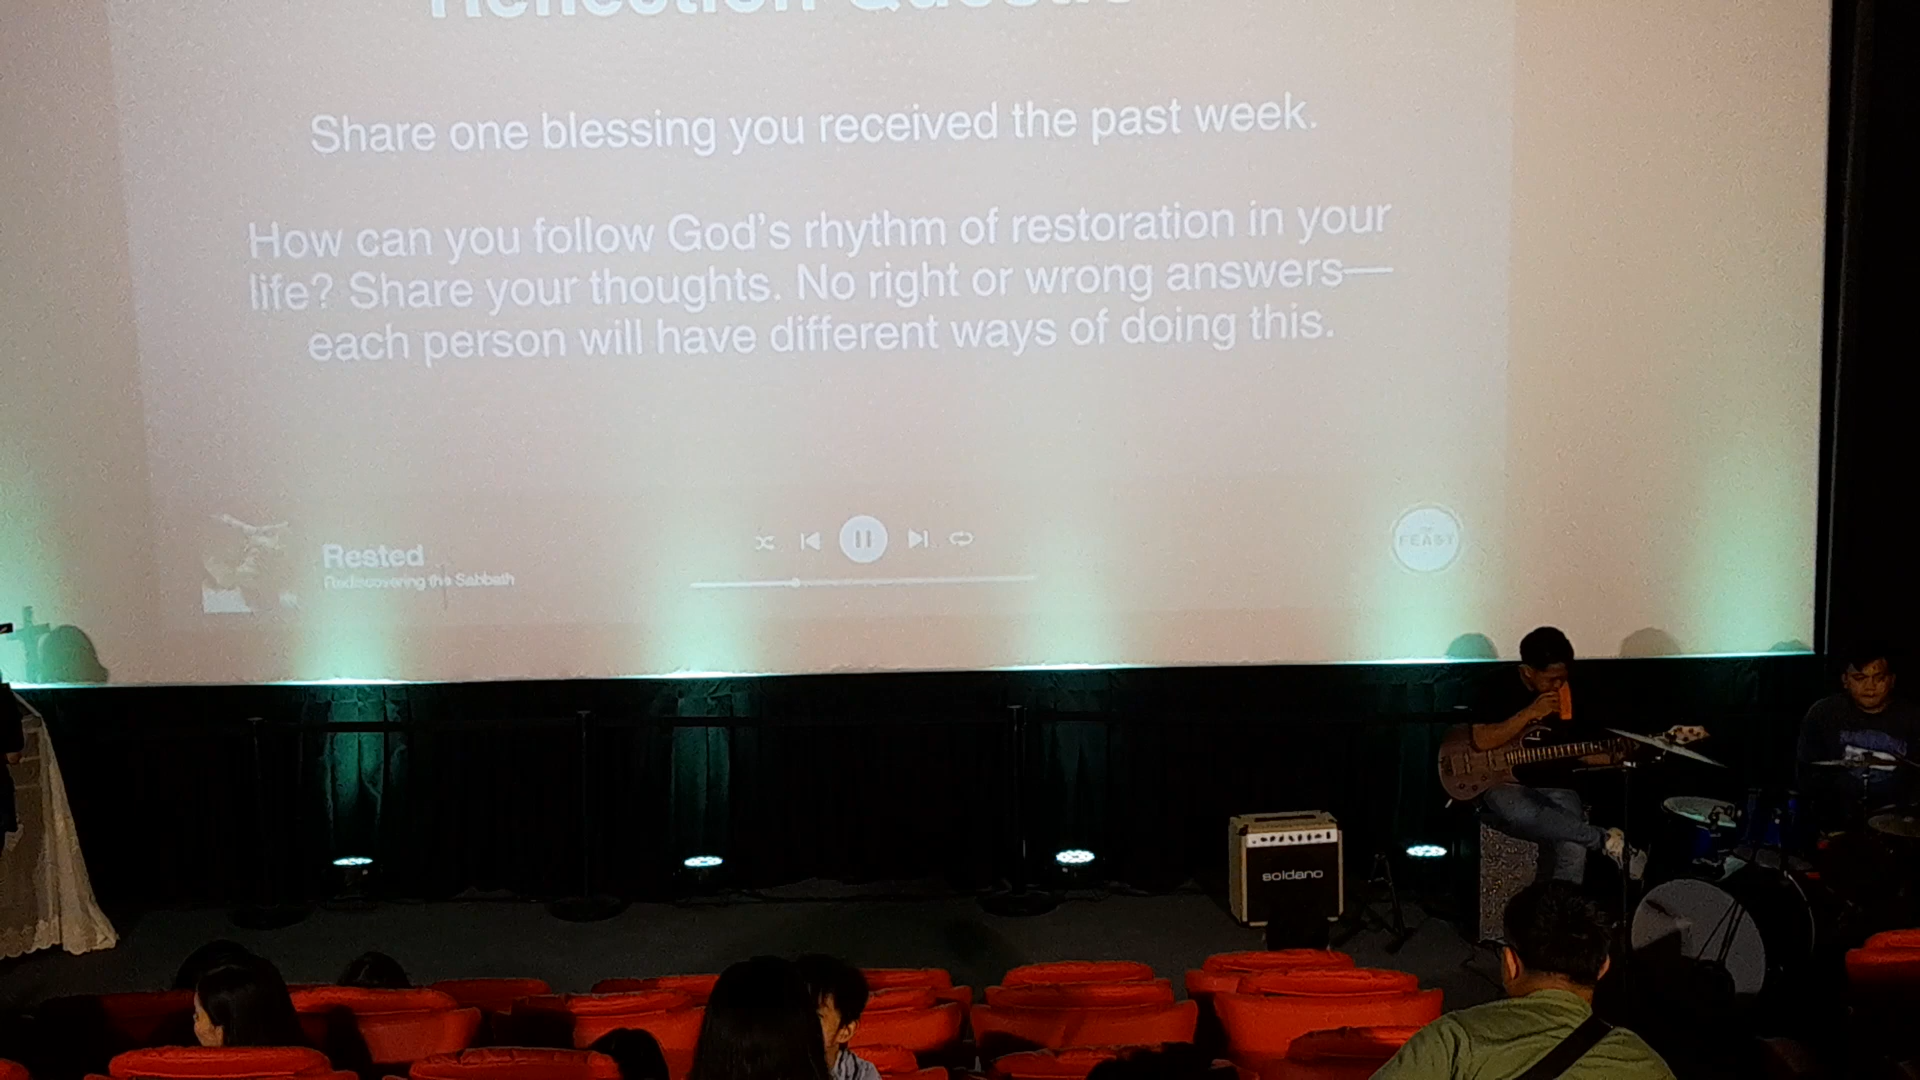 Reflection Questions
Share one blessing you received the past week.
How can you follow God's rhythm of restoration in your
life? Share your thoughts. No right or wrong answers—
each person will have different ways of doing this.
Rested
Rediscovering the Sabbath
FEAST
soldano